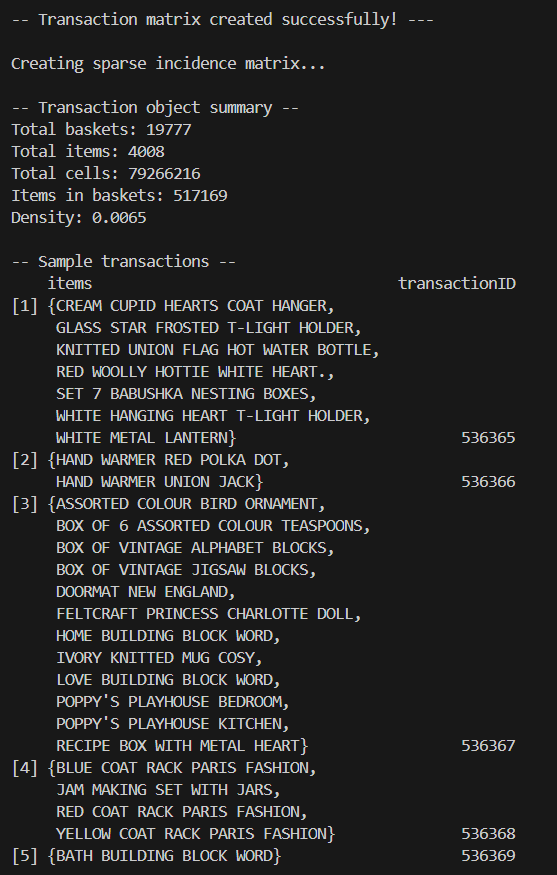 -- Transaction matrix created successfully! ---
Creating sparse incidence matrix...
-- Transaction object summary --
Total baskets: 19777
Total items: 4008
Total cells: 79266216
Items in baskets: 517169
Density: 0.0065
-- Sample transactions --
items transactionID
[1] {CREAM CUPID HEARTS COAT HANGER,
GLASS STAR FROSTED T-LIGHT HOLDER,
KNITTED UNION FLAG HOT WATER BOTTLE,
RED WOOLLY HOTTIE WHITE HEART.,
SET 7 BABUSHKA NESTING BOXES,
WHITE HANGING HEART T-LIGHT HOLDER,
WHITE METAL LANTERN} 536365
[2] {HAND WARMER RED POLKA DOT,
HAND WARMER UNION JACK} 536366
[3] {ASSORTED COLOUR BIRD ORNAMENT,
BOX OF 6 ASSORTED COLOUR TEASPOONS,
BOX OF VINTAGE ALPHABET BLOCKS,
BOX OF VINTAGE JIGSAW BLOCKS,
DOORMAT NEW ENGLAND,
FELTCRAFT PRINCESS CHARLOTTE DOLL,
HOME BUILDING BLOCK WORD,
IVORY KNITTED MUG COSY,
LOVE BUILDING BLOCK WORD,
POPPY'S PLAYHOUSE BEDROOM,
POPPY'S PLAYHOUSE KITCHEN,
RECIPE BOX WITH METAL HEART} 536367
[4] {BLUE COAT RACK PARIS FASHION,
JAM MAKING SET WITH JARS,
RED COAT RACK PARIS FASHION,
YELLOW COAT RACK PARIS FASHION} 536368
[5] {BATH BUILDING BLOCK WORD} 536369